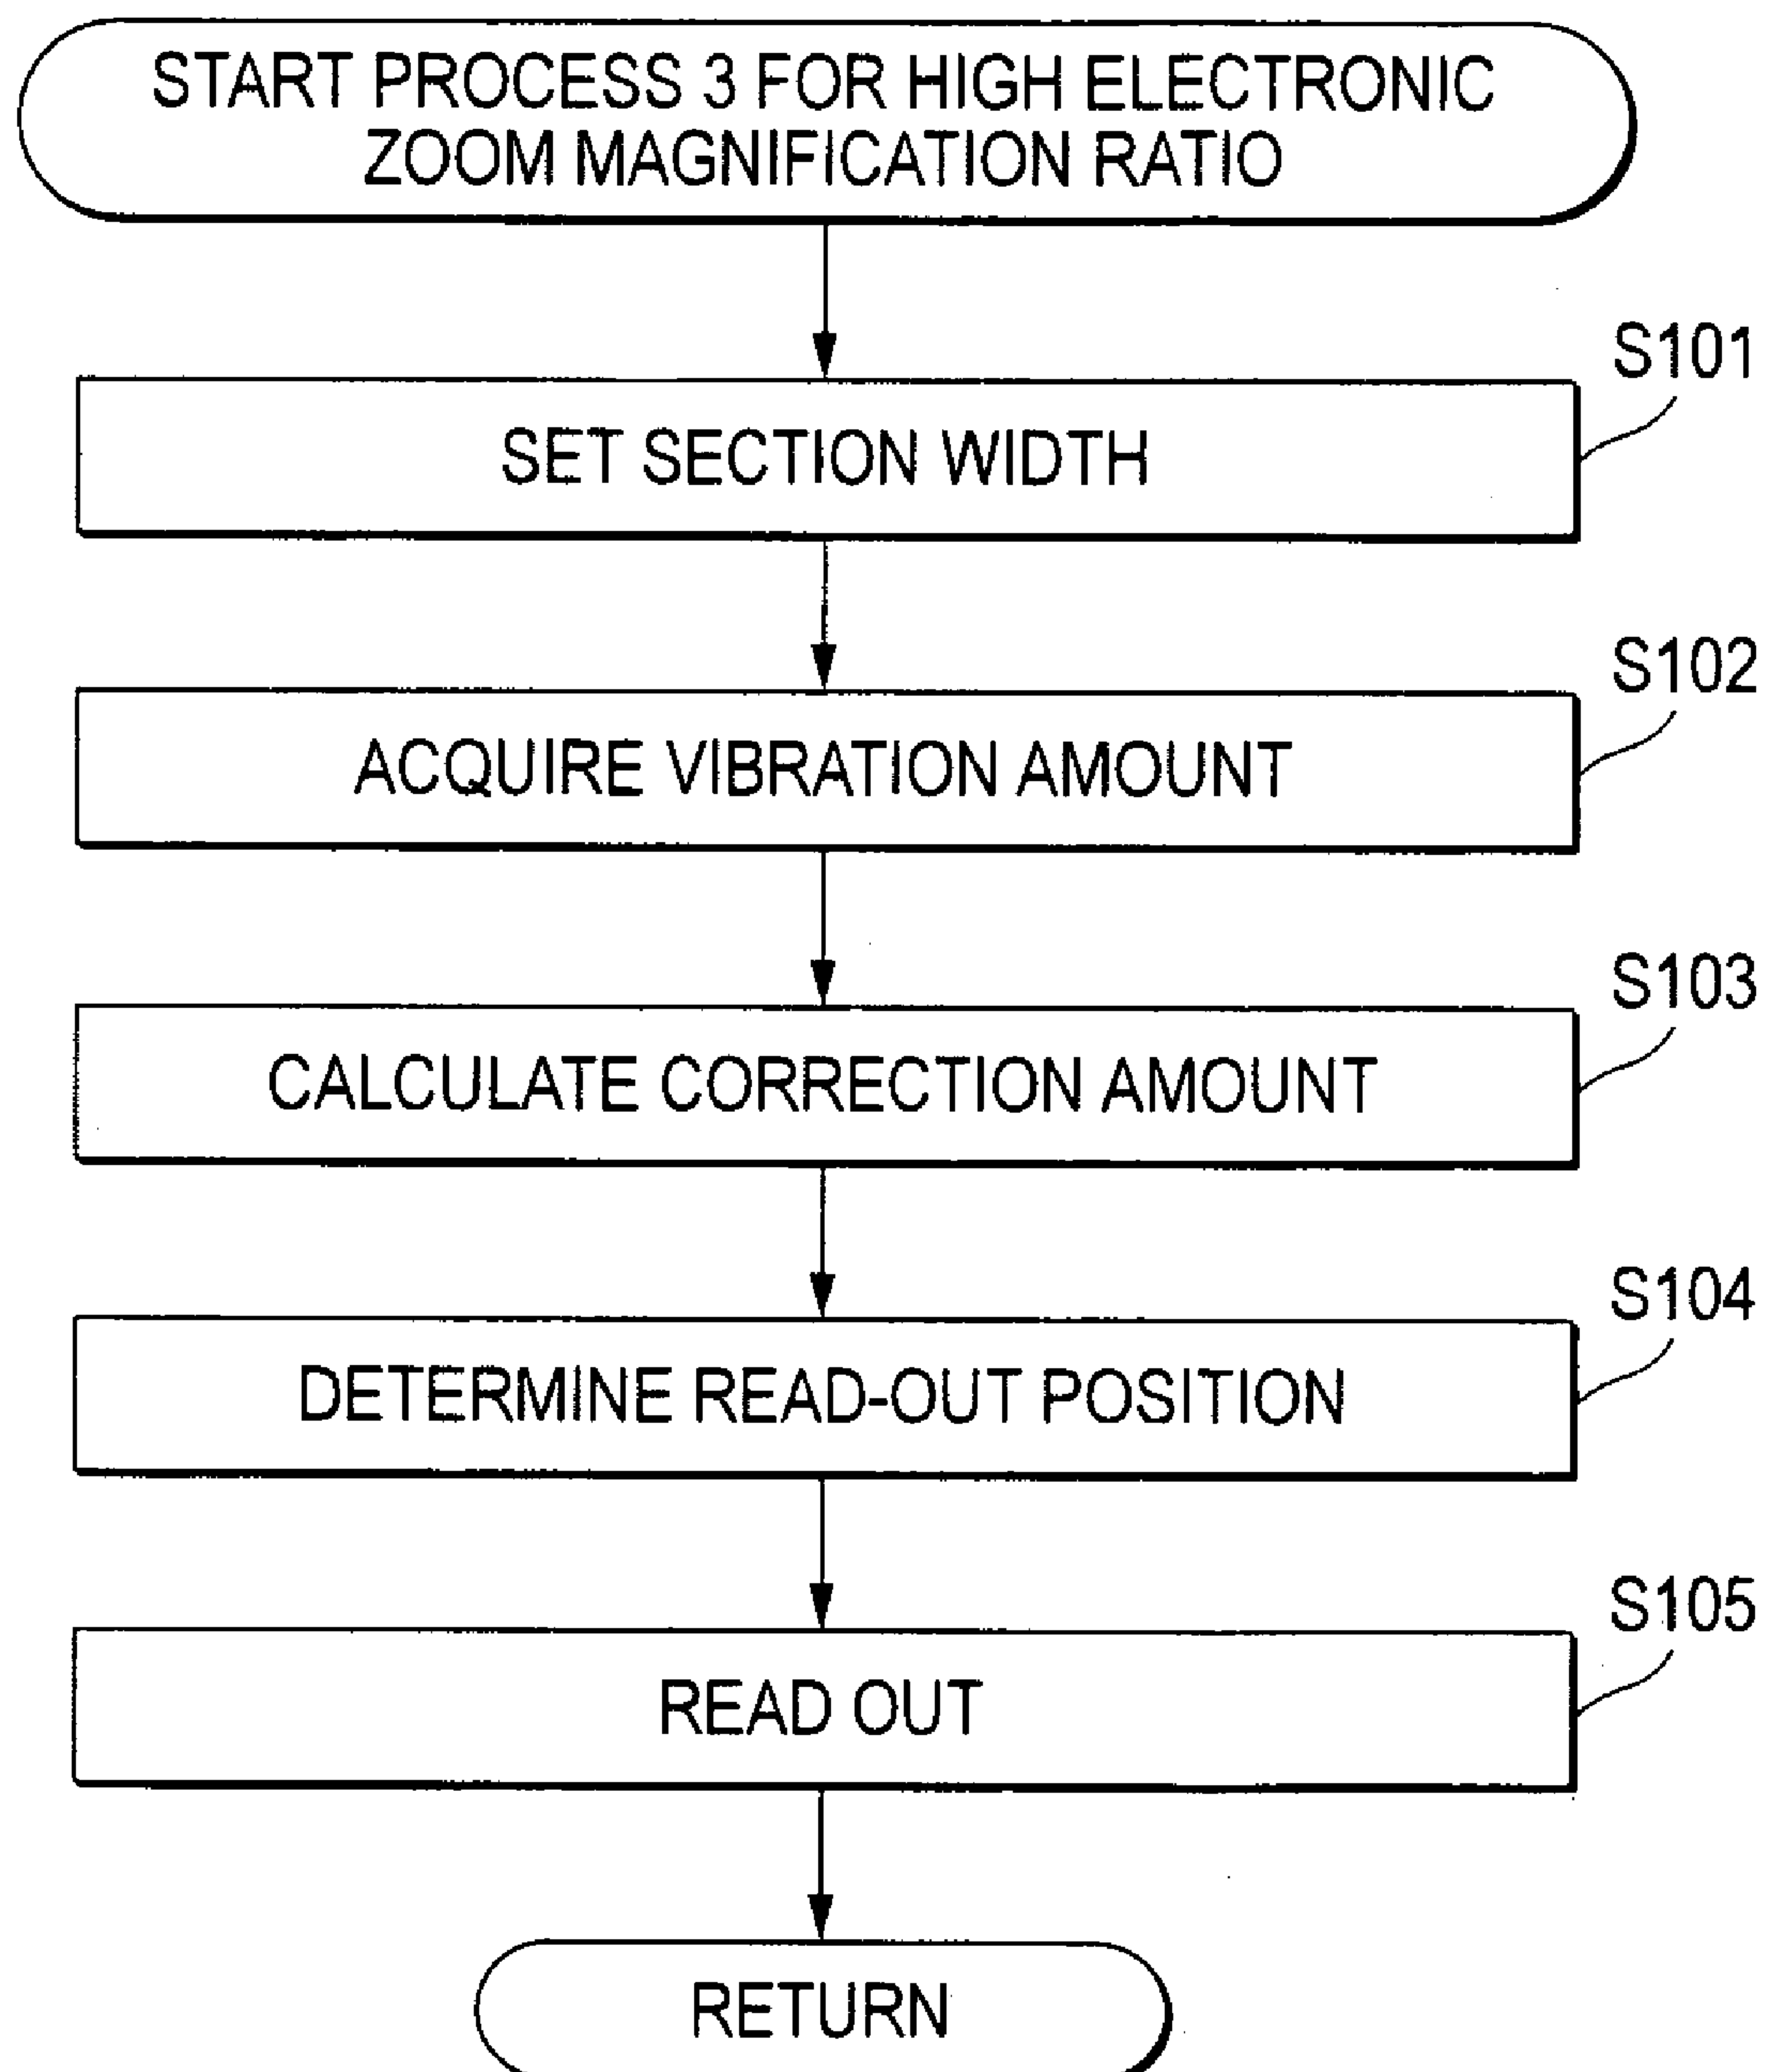 START PROCESS 3 FOR HIGH ELECTRONIC
ZOOM MAGNIFICATION RATIO
S101
SET SECTION WIDTH
S102
ACQUIRE VIBRATION AMOUNT
S103
CALCULATE CORRECTION AMOUNT
S104
DETERMINE READ-OUT POSITION
S105
READ OUT
RETURN